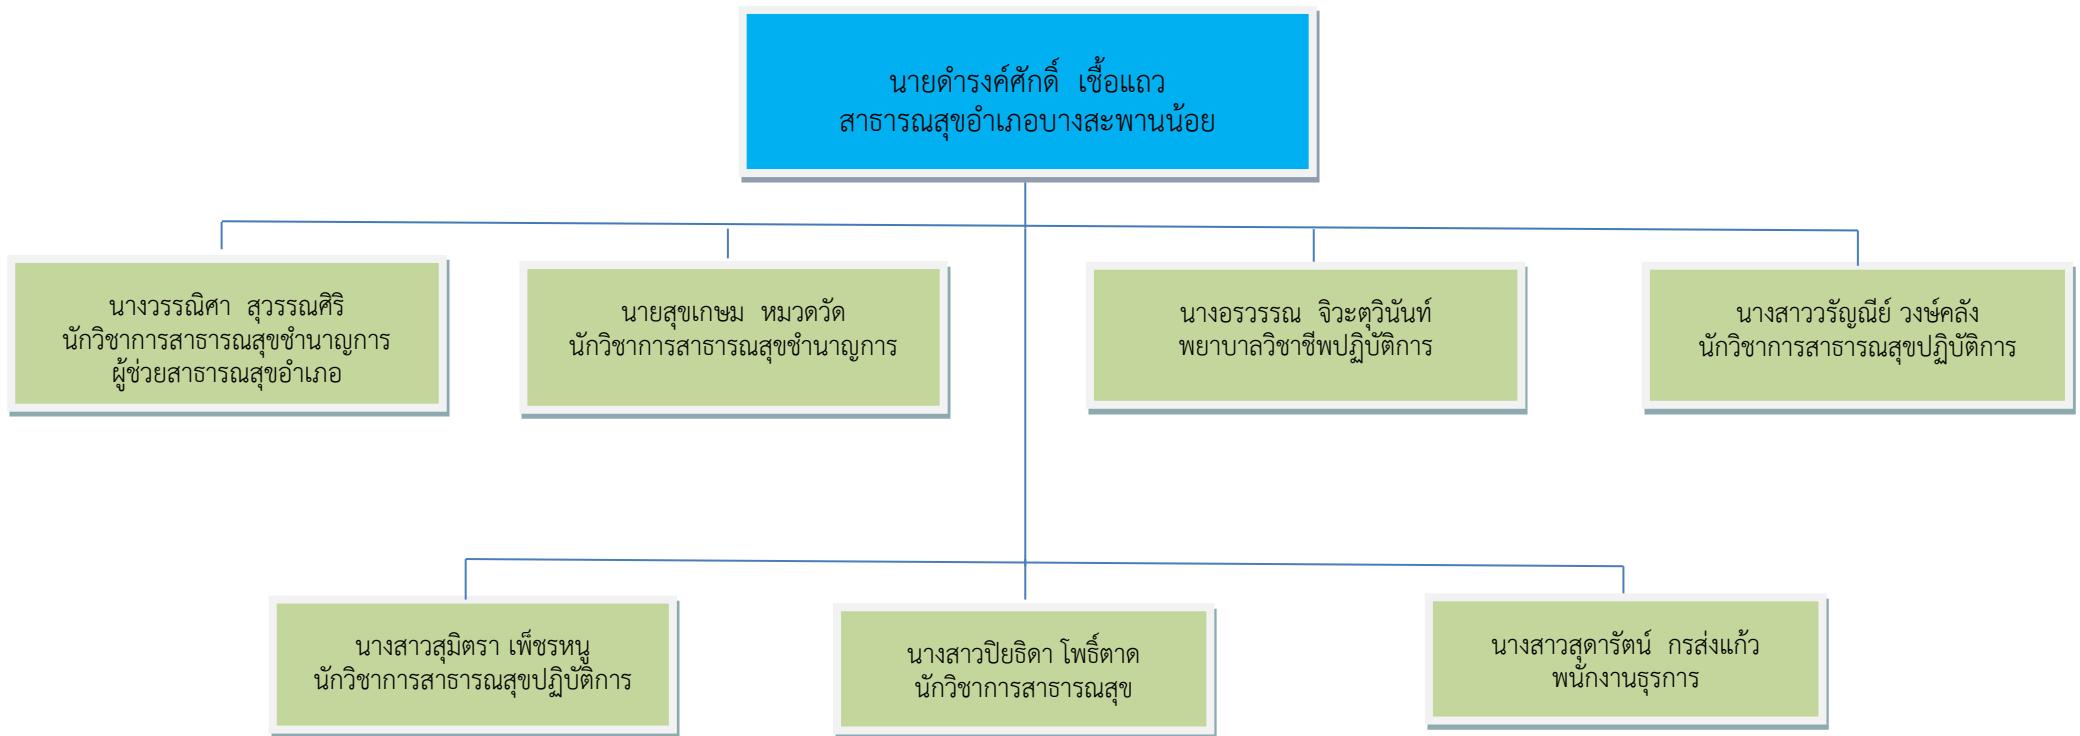 นายดำรงค์ศักดิ์ เชื้อแถว
สาธารณสุขอำเภอบางสะพานน้อย
นางวรรณิศา สุวรรณศิริ
นักวิชาการสาธารณสุขชำนาญการ
ผู้ช่วยสาธารณสุขอำเภอ
นายสุขเกษม หมวดวัด
นักวิชาการสาธารณสุขชำนาญการ
นางอรวรรณ จิวะตุวินันท์
พยาบาลวิชาชีพปฏิบัติการ
นางสาววรัญณีย์ วงษ์คลัง
นักวิชาการสาธารณสุขปฏิบัติการ
นางสาวสุมิตรา เพ็ชรหนู
นักวิชาการสาธารณสุขปฏิบัติการ
นางสาวปิยธิดา โพธิ์ตาด
นักวิชาการสาธารณสุข
นางสาวสุดารัตน์ กรส่งแก้ว
พนักงานธุรการ